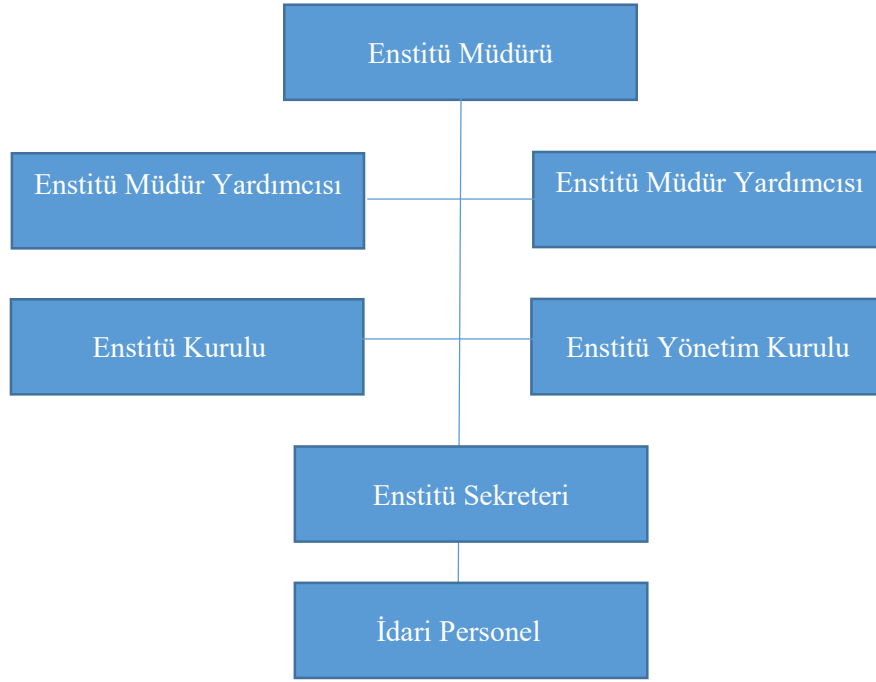 Enstitü Müdürü
Enstitü Müdür Yardımcısı
Enstitü Müdür Yardımcısı
Enstitü Kurulu
Enstitü Yönetim Kurulu
Enstitü Sekreteri
İdari Personel